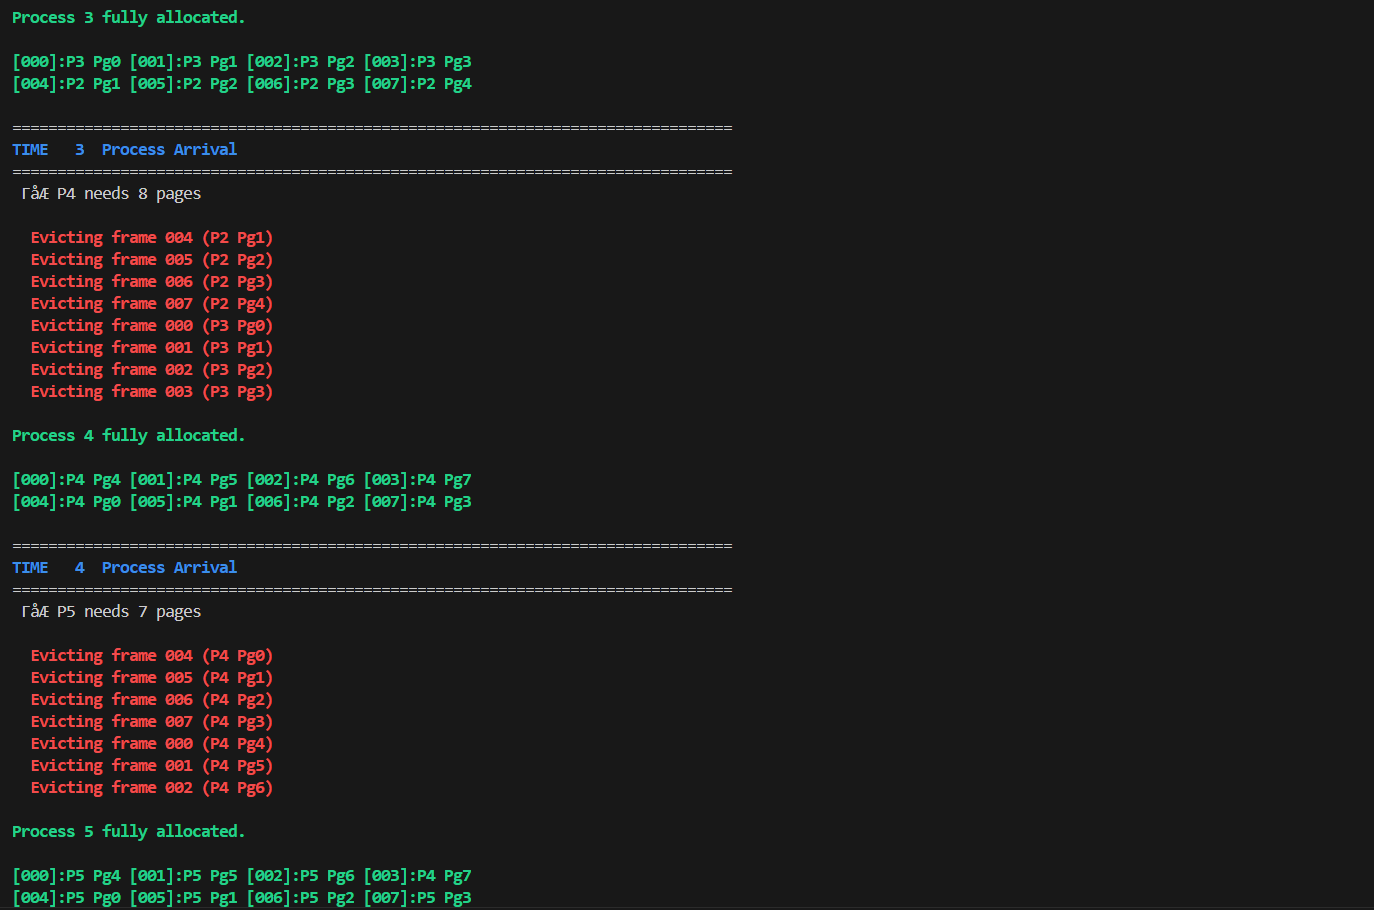 Process 3 fully allocated.
[000]:P3 Pg0 [001]:P3 Pg1 [002]:P3 Pg2 [003]:P3 Pg3
[004]:P2 Pg1 [005]:P2 Pg2 [006]:P2 Pg3 [007]:P2 Pg4
================================================================================
TIME   3  Process Arrival
================================================================================
ΓåÆ P4 needs 8 pages
Evicting frame 004 (P2 Pg1)
Evicting frame 005 (P2 Pg2)
Evicting frame 006 (P2 Pg3)
Evicting frame 007 (P2 Pg4)
Evicting frame 000 (P3 Pg0)
Evicting frame 001 (P3 Pg1)
Evicting frame 002 (P3 Pg2)
Evicting frame 003 (P3 Pg3)
Process 4 fully allocated.
[000]:P4 Pg4 [001]:P4 Pg5 [002]:P4 Pg6 [003]:P4 Pg7
[004]:P4 Pg0 [005]:P4 Pg1 [006]:P4 Pg2 [007]:P4 Pg3
================================================================================
TIME   4  Process Arrival
================================================================================
ΓåÆ P5 needs 7 pages
Evicting frame 004 (P4 Pg0)
Evicting frame 005 (P4 Pg1)
Evicting frame 006 (P4 Pg2)
Evicting frame 007 (P4 Pg3)
Evicting frame 000 (P4 Pg4)
Evicting frame 001 (P4 Pg5)
Evicting frame 002 (P4 Pg6)
Process 5 fully allocated.
[000]:P5 Pg4 [001]:P5 Pg5 [002]:P5 Pg6 [003]:P4 Pg7
[004]:P5 Pg0 [005]:P5 Pg1 [006]:P5 Pg2 [007]:P5 Pg3